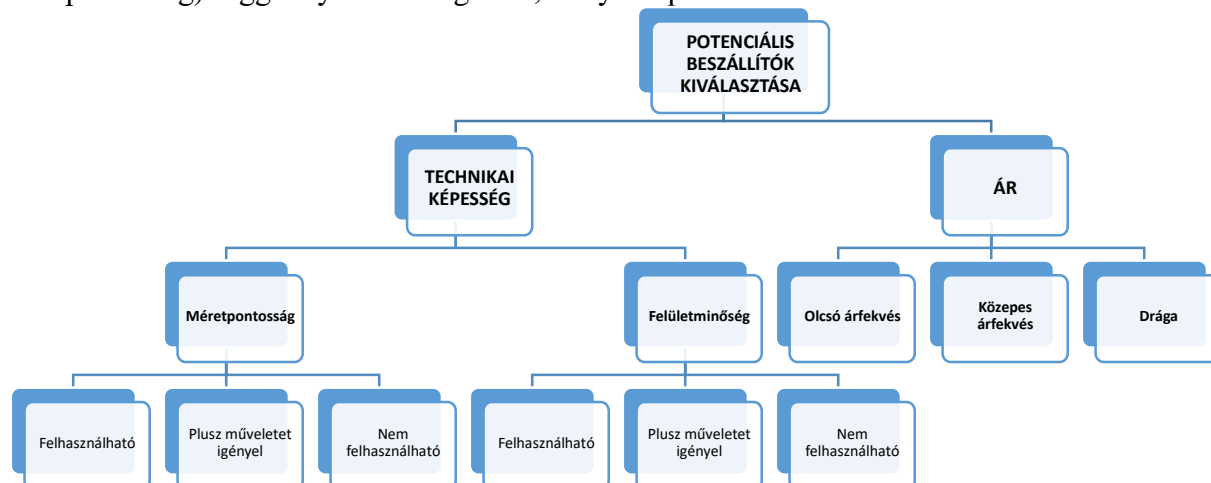 POTENCIÁLIS
BESZÁLLÍTÓK
KIVÁLASZTÁSA
TECHNIKAI
KÉPESSÉG
ÁR
Méretpontosság
Felületminőség
Olcsó árfekvés
Közepes
árfekvés
Drága
Felhasználható
Plusz műveletet
igényel
Nem
felhasználható
Felhasználható
Plusz műveletet
igényel
Nem
felhasználható